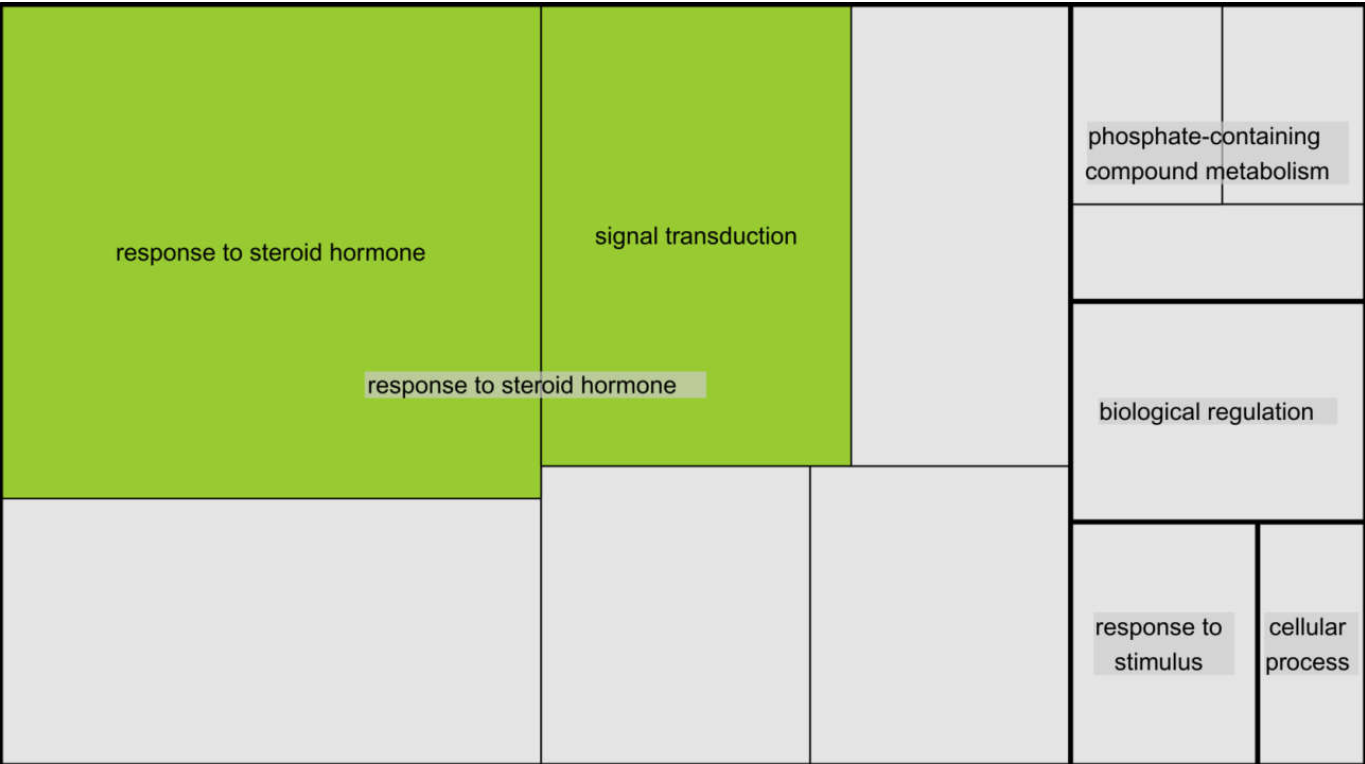 response to steroid hormone
signal transduction
response to steroid hormone
phosphate-containing
compound metabolism
biological regulation
response to
stimulus
cellular
process